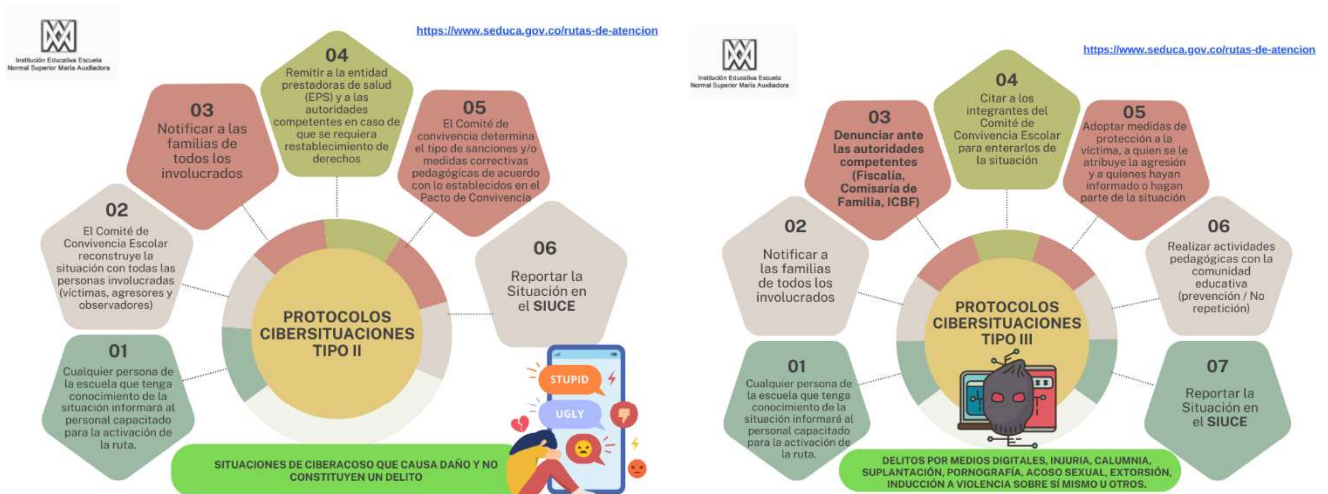 Institución Educativa Escuela
Normal Superior María Auxiliadora
https://www.seduca.gov.co/rutas-de-atencion
01
Cualquier persona de
la escuela que tenga
conocimiento de la
situación informará al
personal capacitado
para la activación de
la ruta.
02
El Comité de
Convivencia Escolar
reconstruye la
situación con todas las
personas involucradas
(víctimas, agresores y
observadores)
03
Notificar a las
familias de
todos los
involucrados
04
Remitir a la entidad
prestadoras de salud
(EPS) y a las
autoridades
competentes en caso de
que se requiera
restablecimiento de
derechos
05
El Comité de
convivencia determina
el tipo de sanciones y/o
medidas correctivas
pedagógicas de acuerdo
con lo establecidos en el
Pacto de Convivencia
06
Reportar la
Situación en
el SIUCE
PROTOCOLOS
CIBERSITUACIONES
TIPO II
STUPID
UGLY
SITUACIONES DE CIBERACOSO QUE CAUSA DAÑO Y NO
CONSTITUYEN UN DELITO
Institución Educativa Escuela
Normal Superior María Auxiliadora
https://www.seduca.gov.co/rutas-de-atencion
01
Cualquier persona de
la escuela que tenga
conocimiento de la
situación informará al
personal capacitado
para la activación de
la ruta.
02
Notificar a
a las familias
de todos los
involucrados
03
Denunciar ante
las autoridades
competentes
(Fiscalía,
Comisaría de
Familia, ICBF)
04
Citar a los
integrantes del
Comité de
Convivencia Escolar
para enterarlos de
la situación
05
Adoptar medidas de
protección a la
víctima, a quien se le
atribuye la agresión
y a quienes hayan
informado o hagan
parte de la situación
06
Realizar actividades
pedagógicas con la
comunidad
educativa
(prevención / No
repetición)
07
Reportar la
Situación en
el SIUCE
PROTOCOLOS
CIBERSITUACIONES
TIPO III
DELITOS POR MEDIOS DIGITALES, INJURIA, CALUMNIA,
SUPLANTACIÓN, PORNOGRAFÍA, ACOSO SEXUAL, EXTORSIÓN,
INDUCCIÓN A VIOLENCIA SOBRE SÍ MISMO U OTROS.